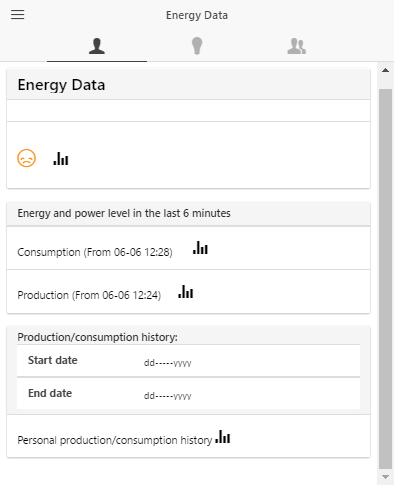 Energy Data
Energy Data
Energy and power level in the last 6 minutes
Consumption (From 06-06 12:28)
Production (From 06-06 12:24)
Production/consumption history:
Start date dd-----yyyy
End date dd-----yyyy
Personal production/consumption history